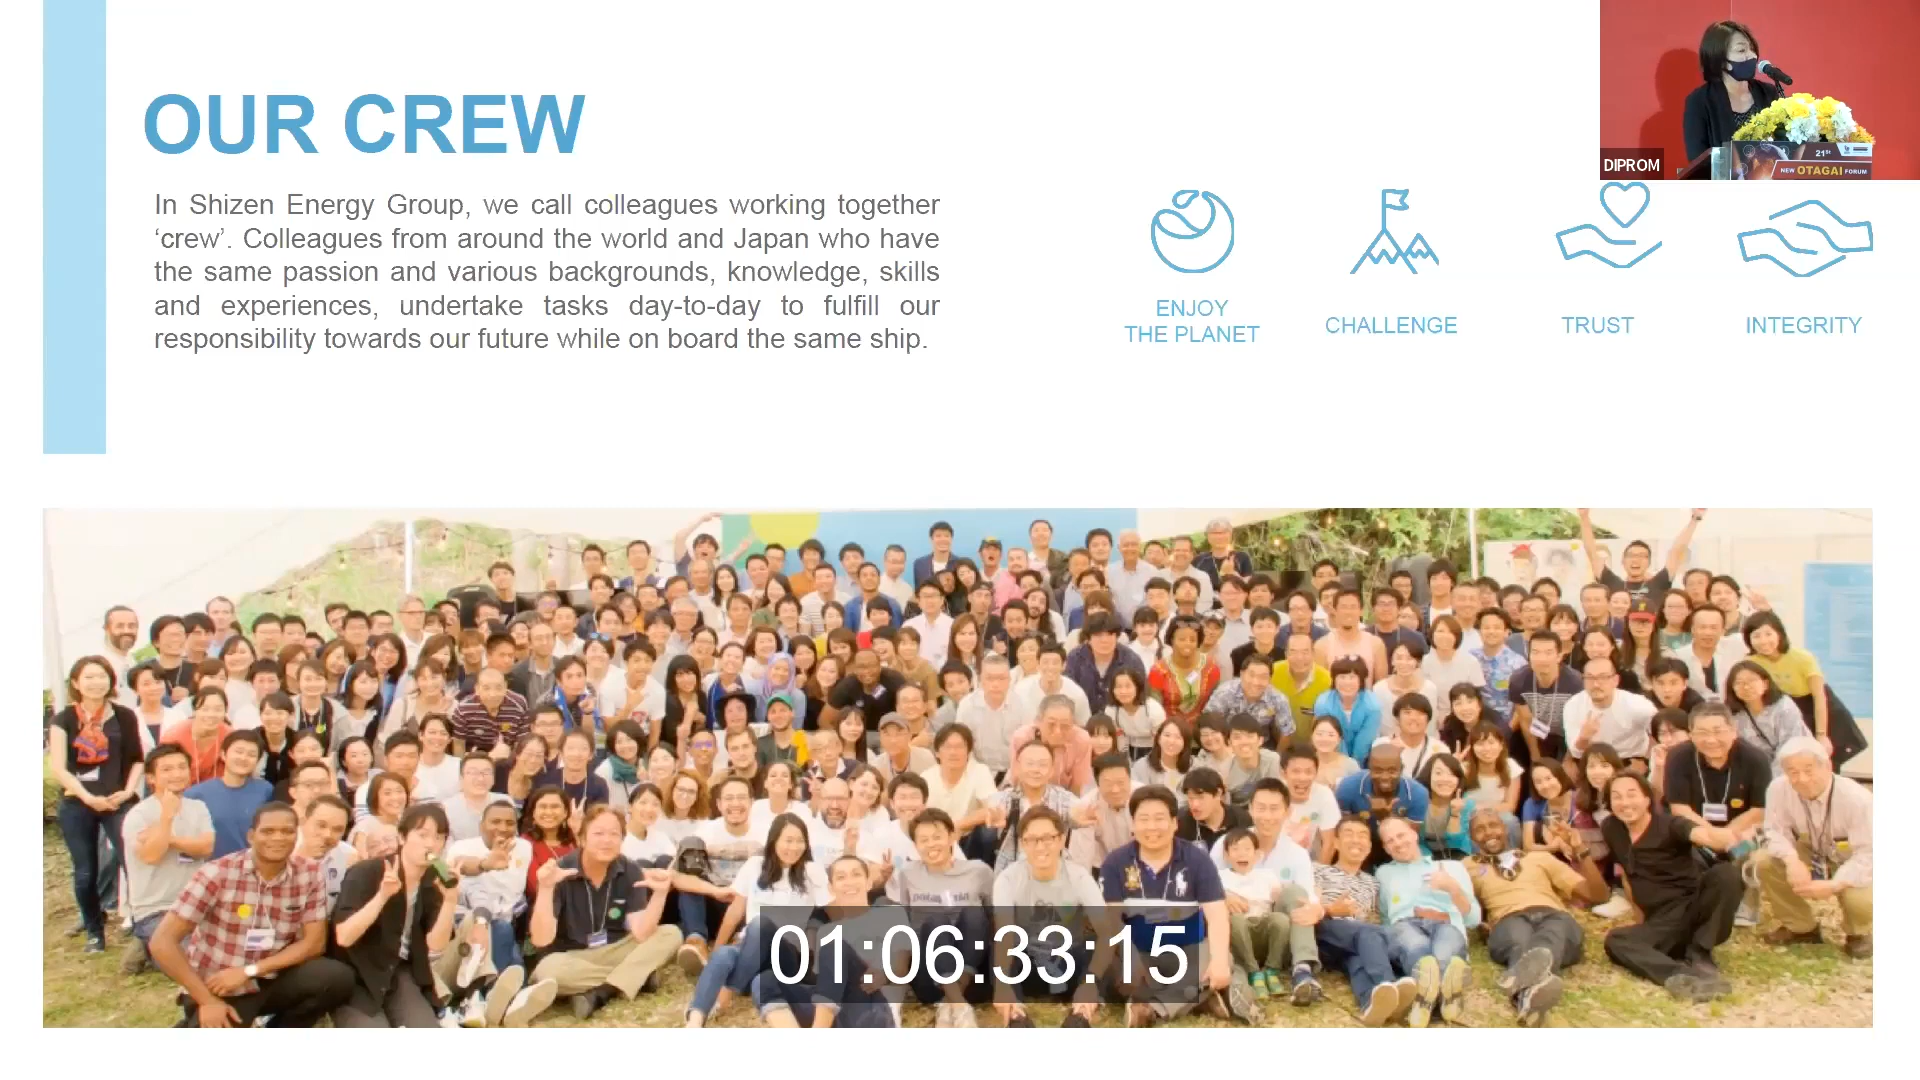 OUR CREW
In Shizen Energy Group, we call colleagues working together
‘crew’. Colleagues from around the world and Japan who have
the same passion and various backgrounds, knowledge, skills
and experiences, undertake tasks day-to-day to fulfill our
responsibility towards our future while on board the same ship.
DIPROM
21St
NEW OTAGAI FORUM
ENJOY
THE PLANET
CHALLENGE
TRUST
INTEGRITY
01:06:33:15